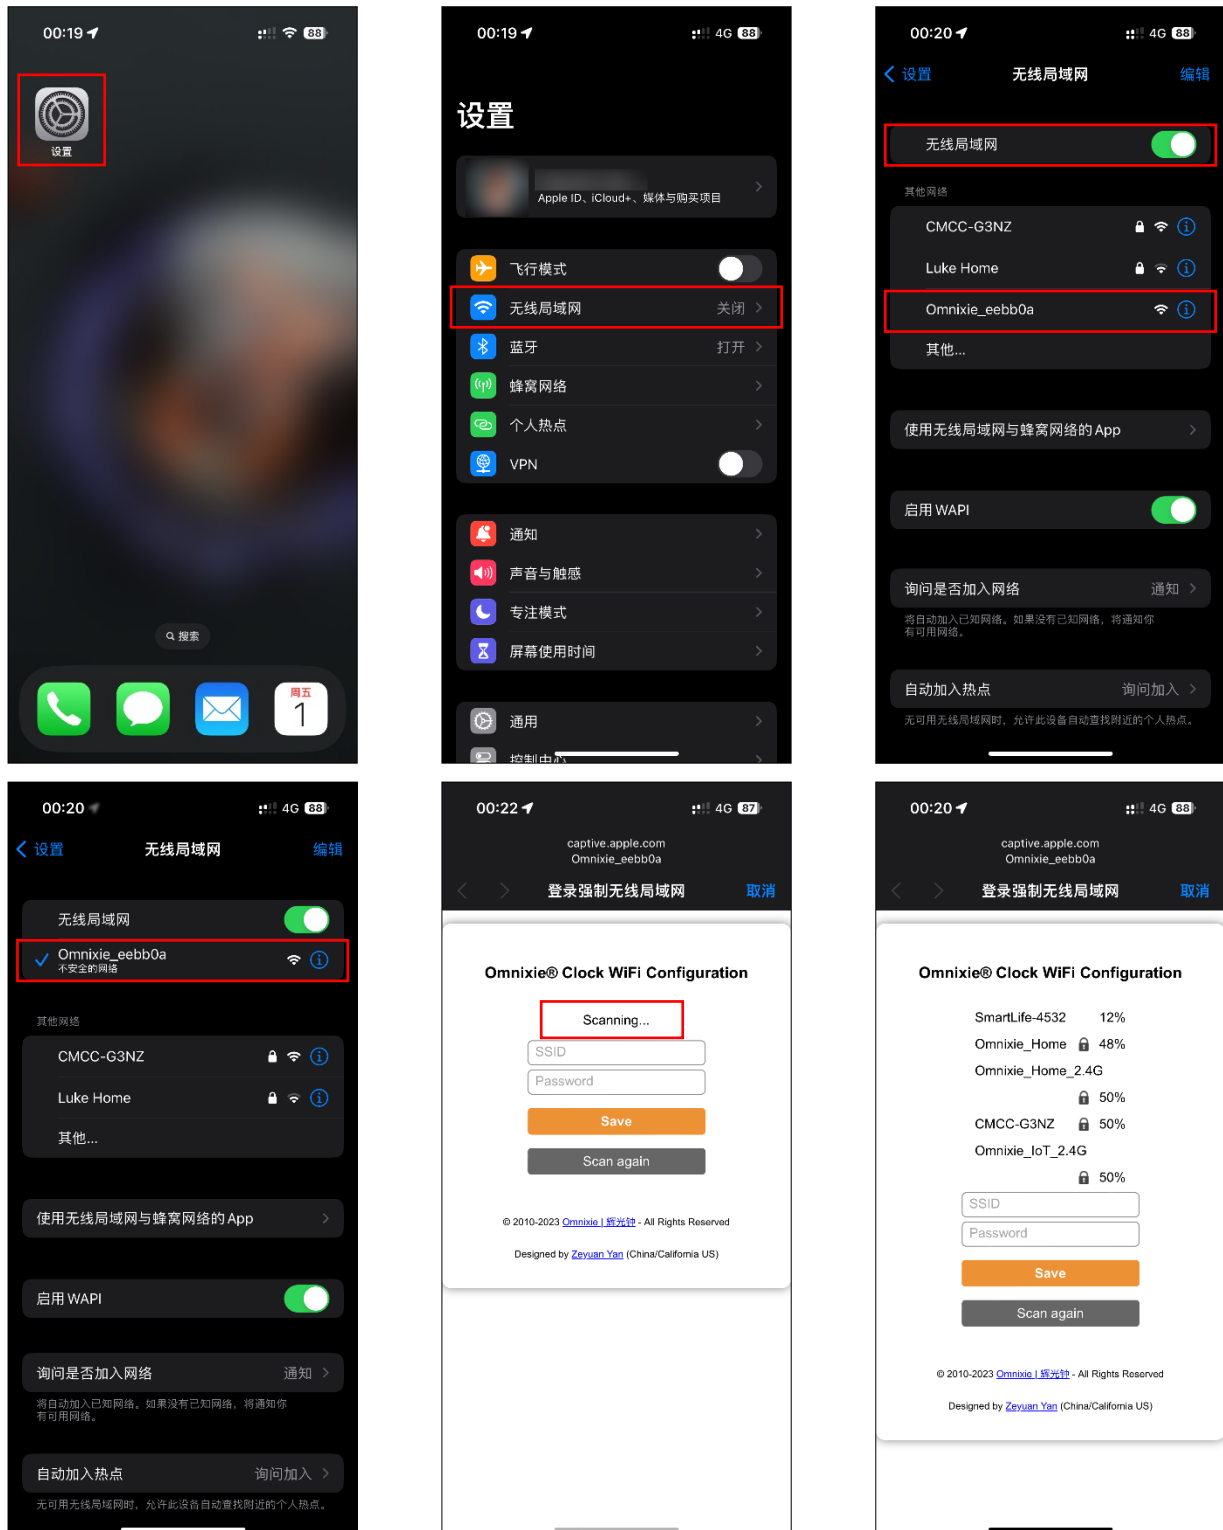 00:19
88
设置
搜索
周五
1
00:19
4G 88
设置
Apple ID、iCloud+、媒体与购买项目
飞行模式
无线局域网 关闭
蓝牙 打开
蜂窝网络
个人热点
VPN
通知
声音与触感
专注模式
屏幕使用时间
通用
控制中心
00:20
4G 88
设置 无线局域网 编辑
无线局域网
其他网络
CMCC-G3NZ
Luke Home
Omnixie_eebb0a
其他...
使用无线局域网与蜂窝网络的App
启用 WAPI
询问是否加入网络 通知
将自动加入已知网络。如果没有已知网络，将通知你
有可用网络。
自动加入热点 询问加入
无可用无线局域网时，允许此设备自动查找附近的个人热点。
00:20
4G 88
设置 无线局域网 编辑
无线局域网
Omnixie_eebb0a
不安全的网络
其他网络
CMCC-G3NZ
Luke Home
其他...
使用无线局域网与蜂窝网络的App
启用 WAPI
询问是否加入网络 通知
将自动加入已知网络。如果没有已知网络，将通知你
有可用网络。
自动加入热点 询问加入
无可用无线局域网时，允许此设备自动查找附近的个人热点。
00:22
4G 87
captive.apple.com
Omnixie_eebb0a
登录强制无线局域网 取消
Omnixie® Clock WiFi Configuration
Scanning...
SSID
Password
Save
Scan again
© 2010-2023 Omnixie | 辉光钟 - All Rights Reserved
Designed by Zeyuan Yan (China/California US)
00:20
4G 88
captive.apple.com
Omnixie_eebb0a
登录强制无线局域网 取消
Omnixie® Clock WiFi Configuration
SmartLife-4532 12%
Omnixie_Home 48%
Omnixie_Home_2.4G
50%
CMCC-G3NZ 50%
Omnixie_IoT_2.4G
50%
SSID
Password
Save
Scan again
© 2010-2023 Omnixie | 辉光钟 - All Rights Reserved
Designed by Zeyuan Yan (China/California US)